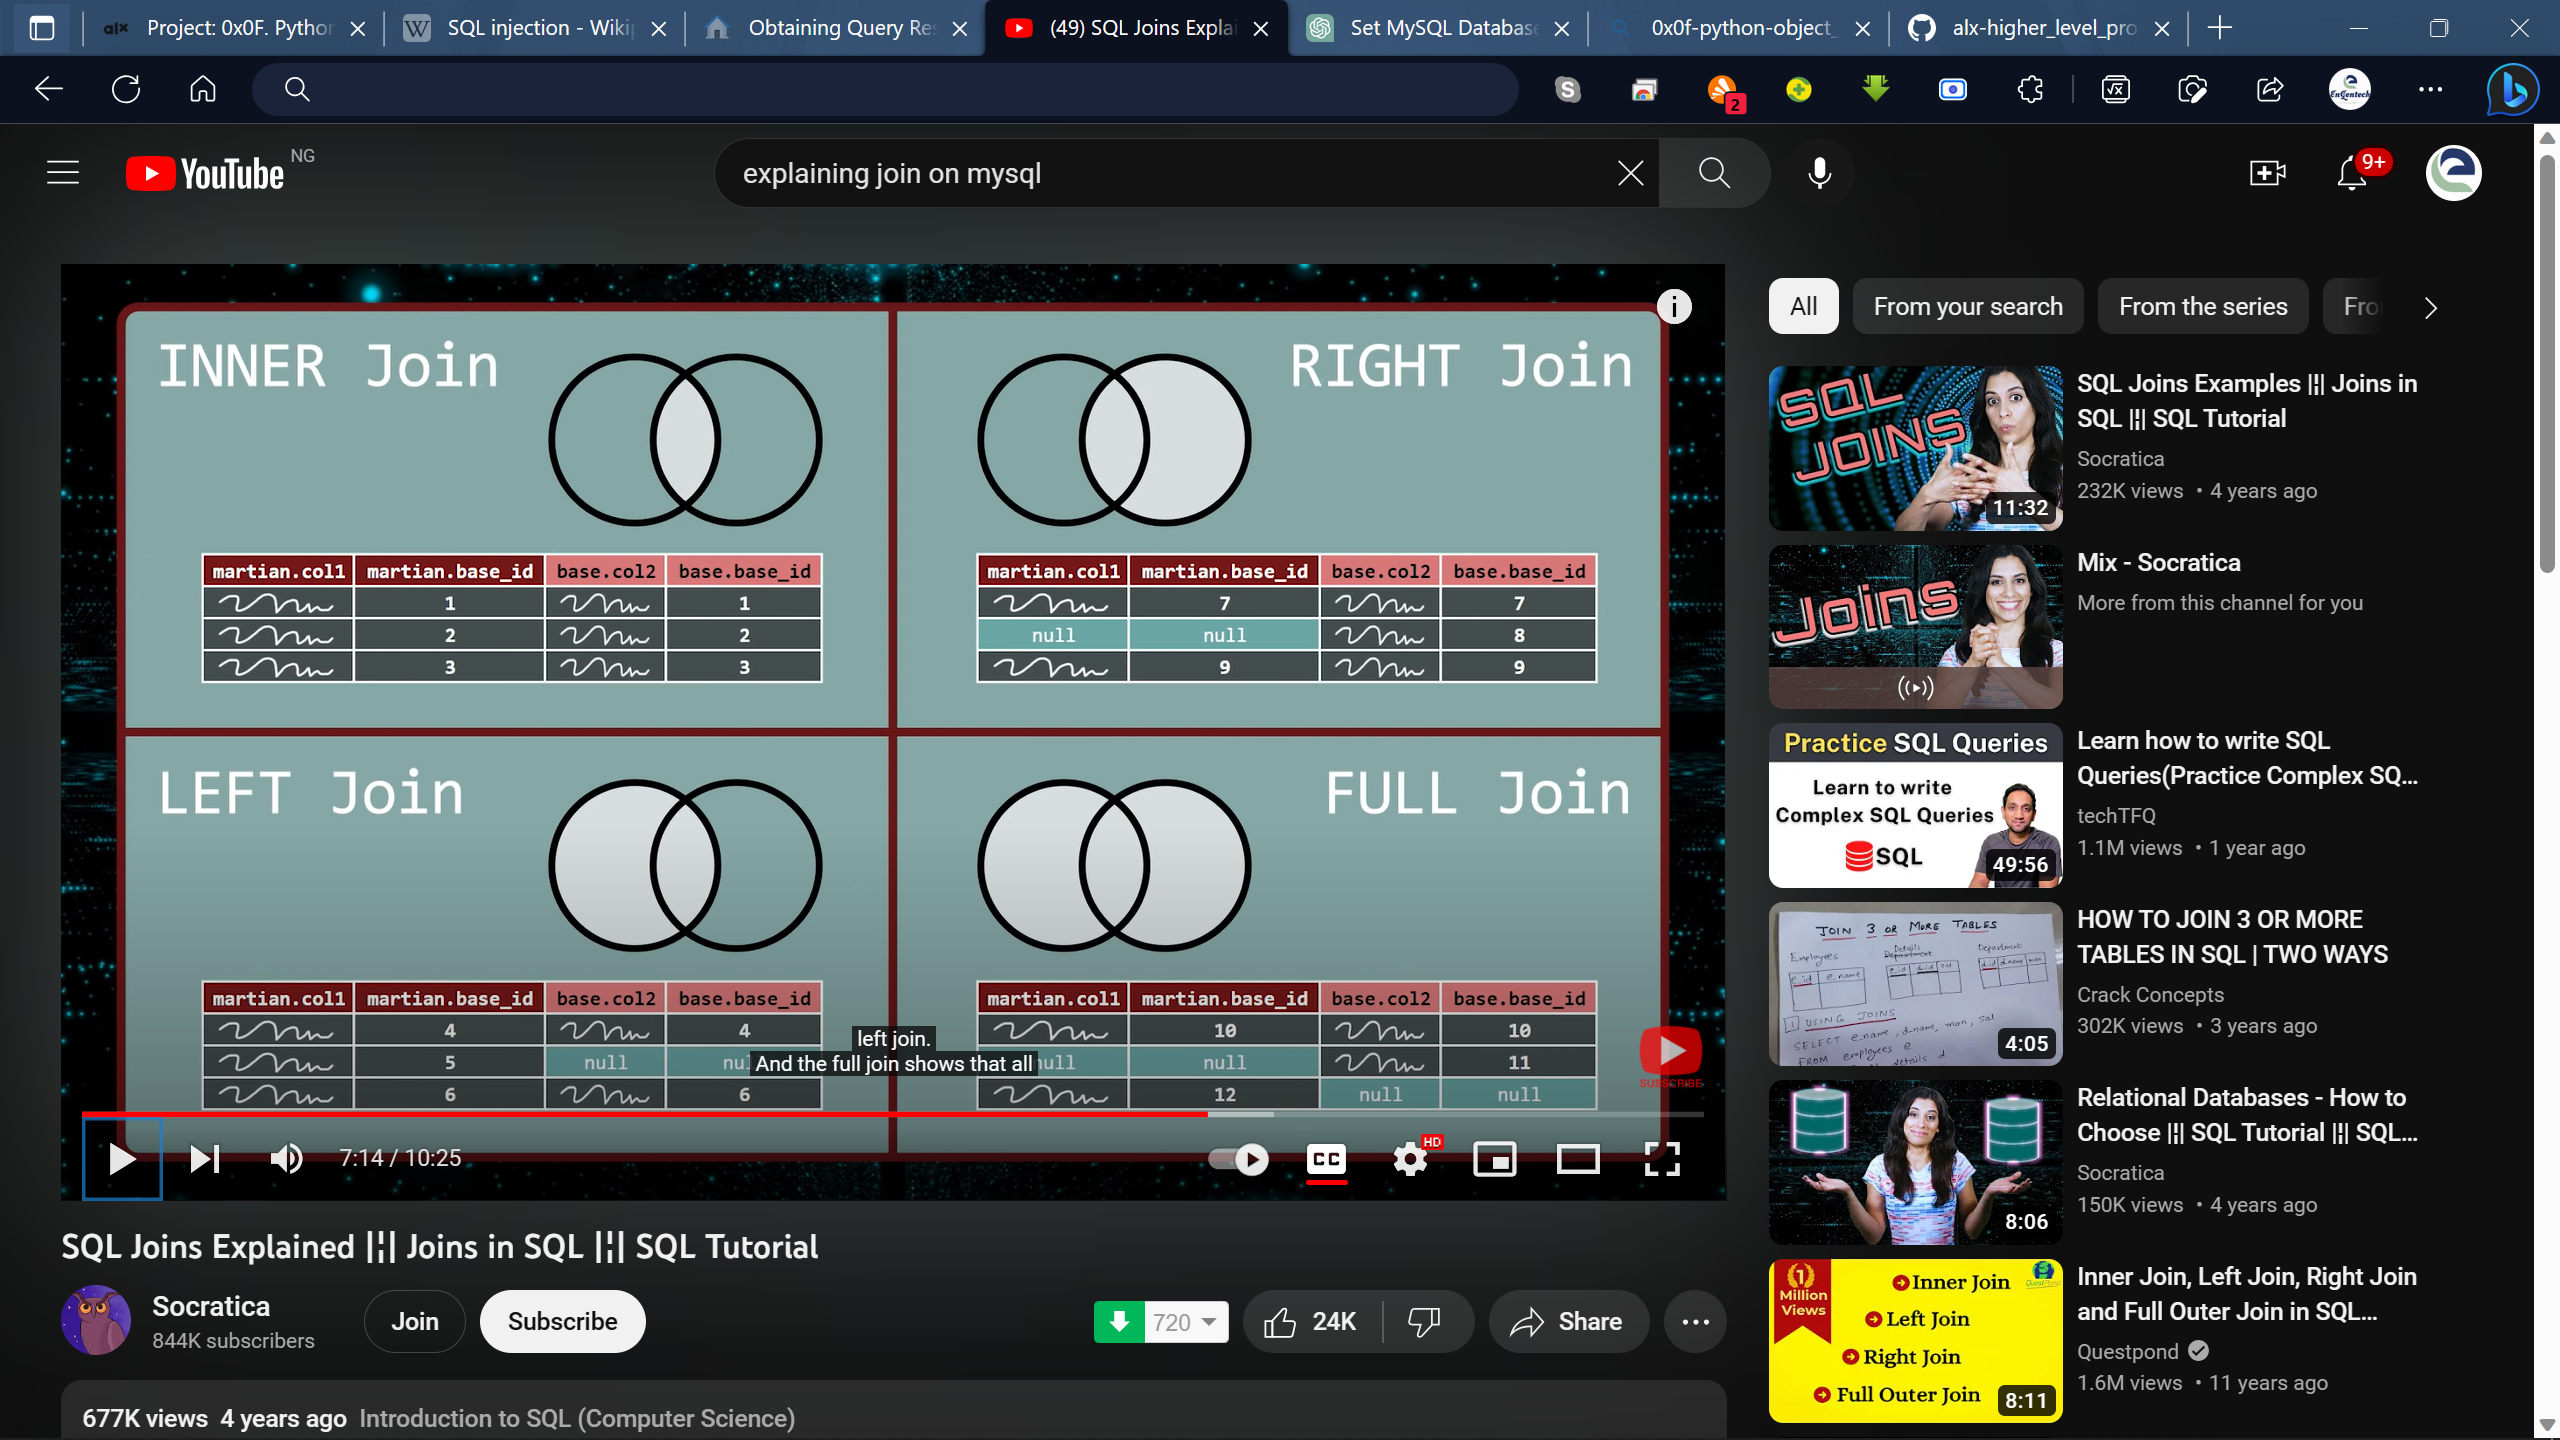 Project: 0x0F. Python
SQL injection - Wiki
Obtaining Query Res
(49) SQL Joins Explai
Set MySQL Database
0x0f-python-object_
alx-higher_level_pro
2
YouTube NG
explaining join on mysql
9+
INNER Join
martian.col1 martian.base_id base.col2 base.base_id
1 1
2 2
3 3
RIGHT Join
martian.col1 martian.base_id base.col2 base.base_id
7 7
null null 8
9 9
LEFT Join
martian.col1 martian.base_id base.col2 base.base_id
4 4
5 null
6 6
FULL Join
martian.col1 martian.base_id base.col2 base.base_id
10 10
null 11
12 null null
left join.
And the full join shows that all
SUBSCRIBE
7:14 / 10:25
CC
HD
SQL Joins Explained |¦| Joins in SQL |¦| SQL Tutorial
Socratica
844K subscribers
Join
Subscribe
720
24K
Share
677K views 4 years ago Introduction to SQL (Computer Science)
All
From your search
From the series
SQL JOINS
11:32
SQL Joins Examples |¦| Joins in
SQL |¦| SQL Tutorial
Socratica
232K views • 4 years ago
Joins
Mix - Socratica
More from this channel for you
Practice SQL Queries
Learn to write
Complex SQL Queries
SQL
49:56
Learn how to write SQL
Queries(Practice Complex SQ...
techTFQ
1.1M views • 1 year ago
JOIN 3 OR MORE TABLES
Employees Details Department
USING JOINS
4:05
HOW TO JOIN 3 OR MORE
TABLES IN SQL | TWO WAYS
Crack Concepts
302K views • 3 years ago
8:06
Relational Databases - How to
Choose |¦| SQL Tutorial |¦| SQL...
Socratica
150K views • 4 years ago
1
Million
Views
Inner Join
Left Join
Right Join
Full Outer Join
8:11
Inner Join, Left Join, Right Join
and Full Outer Join in SQL...
Questpond
1.6M views • 11 years ago